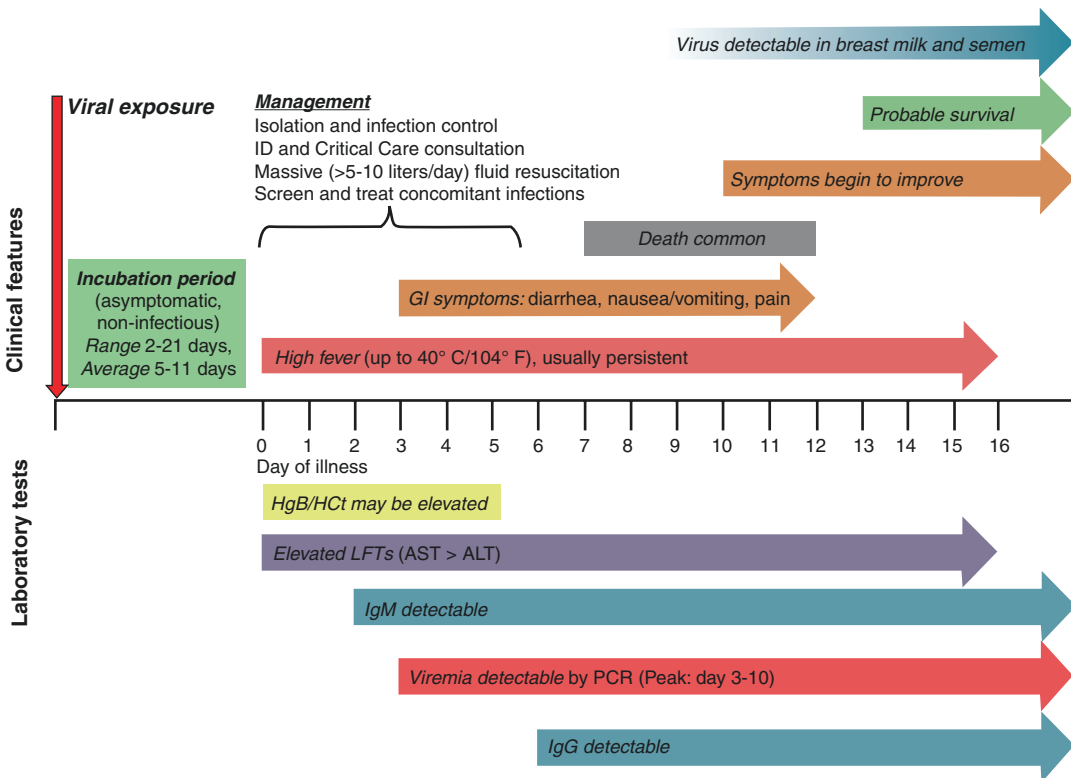 Virus detectable in breast milk and semen
Viral exposure
Management
Isolation and infection control
ID and Critical Care consultation
Massive (>5-10 liters/day) fluid resuscitation
Screen and treat concomitant infections
Probable survival
Symptoms begin to improve
Death common
Clinical features
Incubation period
(asymptomatic,
non-infectious)
Range 2-21 days,
Average 5-11 days
GI symptoms: diarrhea, nausea/vomiting, pain
High fever (up to 40° C/104° F), usually persistent
0 1 2 3 4 5 6 7 8 9 10 11 12 13 14 15 16
Day of illness
Laboratory tests
HgB/HCt may be elevated
Elevated LFTs (AST > ALT)
IgM detectable
Viremia detectable by PCR (Peak: day 3-10)
IgG detectable